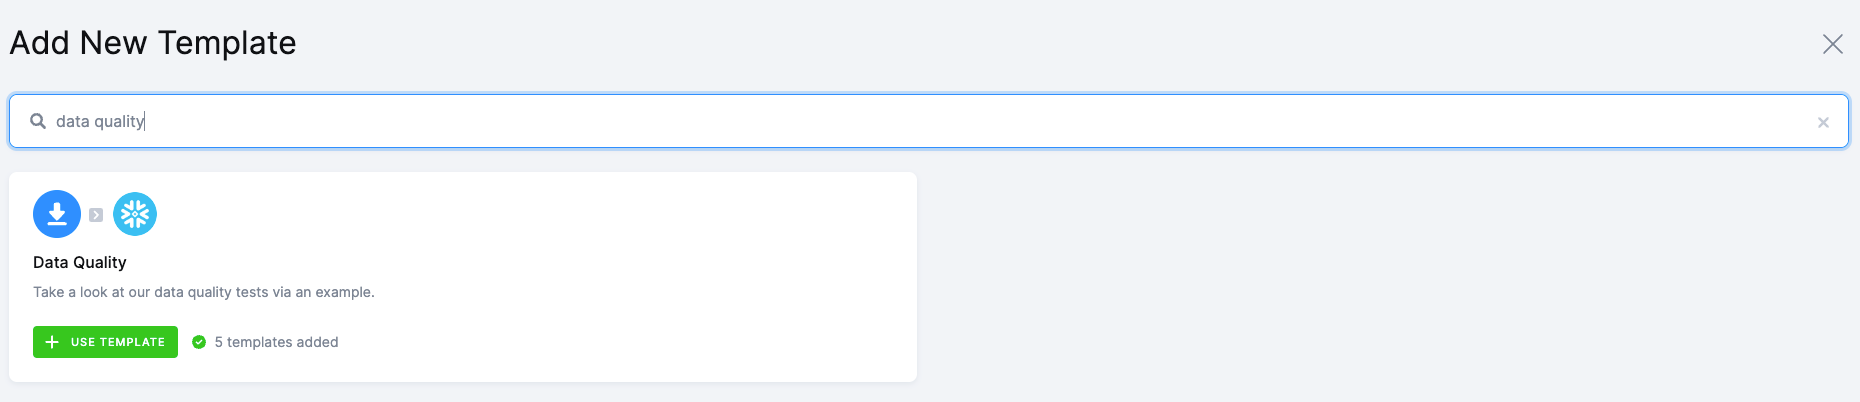 Add New Template
data quality
Data Quality
Take a look at our data quality tests via an example.
USE TEMPLATE
5 templates added